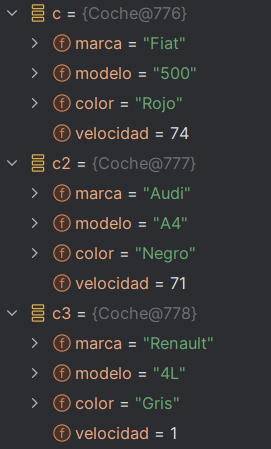 c = {Coche@776}
marca = "Fiat"
modelo = "500"
color = "Rojo"
velocidad = 74
c2 = {Coche@777}
marca = "Audi"
modelo = "A4"
color = "Negro"
velocidad = 71
c3 = {Coche@778}
marca = "Renault"
modelo = "4L"
color = "Gris"
velocidad = 1